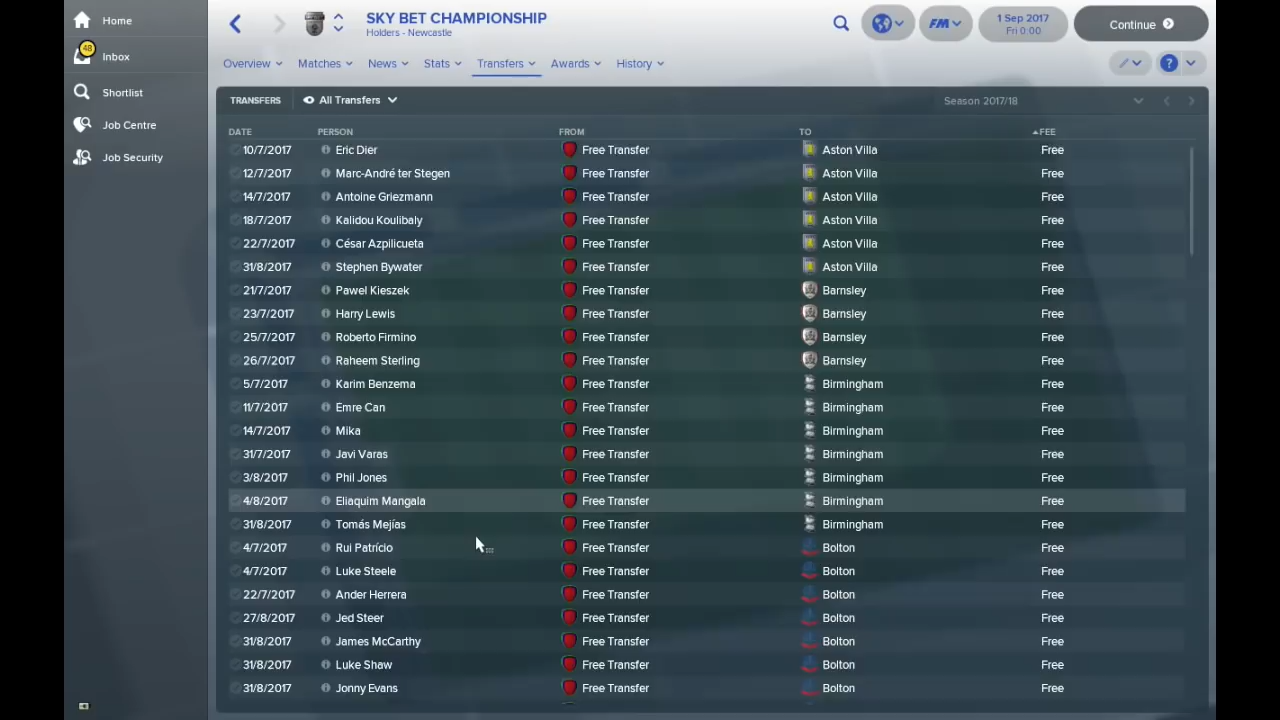 Home
48
Inbox
Shortlist
Job Centre
Job Security
SKY BET CHAMPIONSHIP
Holders - Newcastle
FM
1 Sep 2017
Fri 0:00
Continue
Overview Matches News Stats Transfers Awards History
?
TRANSFERS All Transfers Season 2017/18
DATE PERSON FROM TO FEE
10/7/2017 Eric Dier Free Transfer Aston Villa Free
12/7/2017 Marc-André ter Stegen Free Transfer Aston Villa Free
14/7/2017 Antoine Griezmann Free Transfer Aston Villa Free
18/7/2017 Kalidou Koulibaly Free Transfer Aston Villa Free
22/7/2017 César Azpilicueta Free Transfer Aston Villa Free
31/8/2017 Stephen Bywater Free Transfer Aston Villa Free
21/7/2017 Pawel Kieszek Free Transfer Barnsley Free
23/7/2017 Harry Lewis Free Transfer Barnsley Free
25/7/2017 Roberto Firmino Free Transfer Barnsley Free
26/7/2017 Raheem Sterling Free Transfer Barnsley Free
5/7/2017 Karim Benzema Free Transfer Birmingham Free
11/7/2017 Emre Can Free Transfer Birmingham Free
14/7/2017 Mika Free Transfer Birmingham Free
31/7/2017 Javi Varas Free Transfer Birmingham Free
3/8/2017 Phil Jones Free Transfer Birmingham Free
4/8/2017 Eliaquim Mangala Free Transfer Birmingham Free
31/8/2017 Tomás Mejías Free Transfer Birmingham Free
4/7/2017 Rui Patrício Free Transfer Bolton Free
4/7/2017 Luke Steele Free Transfer Bolton Free
22/7/2017 Ander Herrera Free Transfer Bolton Free
27/8/2017 Jed Steer Free Transfer Bolton Free
31/8/2017 James McCarthy Free Transfer Bolton Free
31/8/2017 Luke Shaw Free Transfer Bolton Free
31/8/2017 Jonny Evans Free Transfer Bolton Free